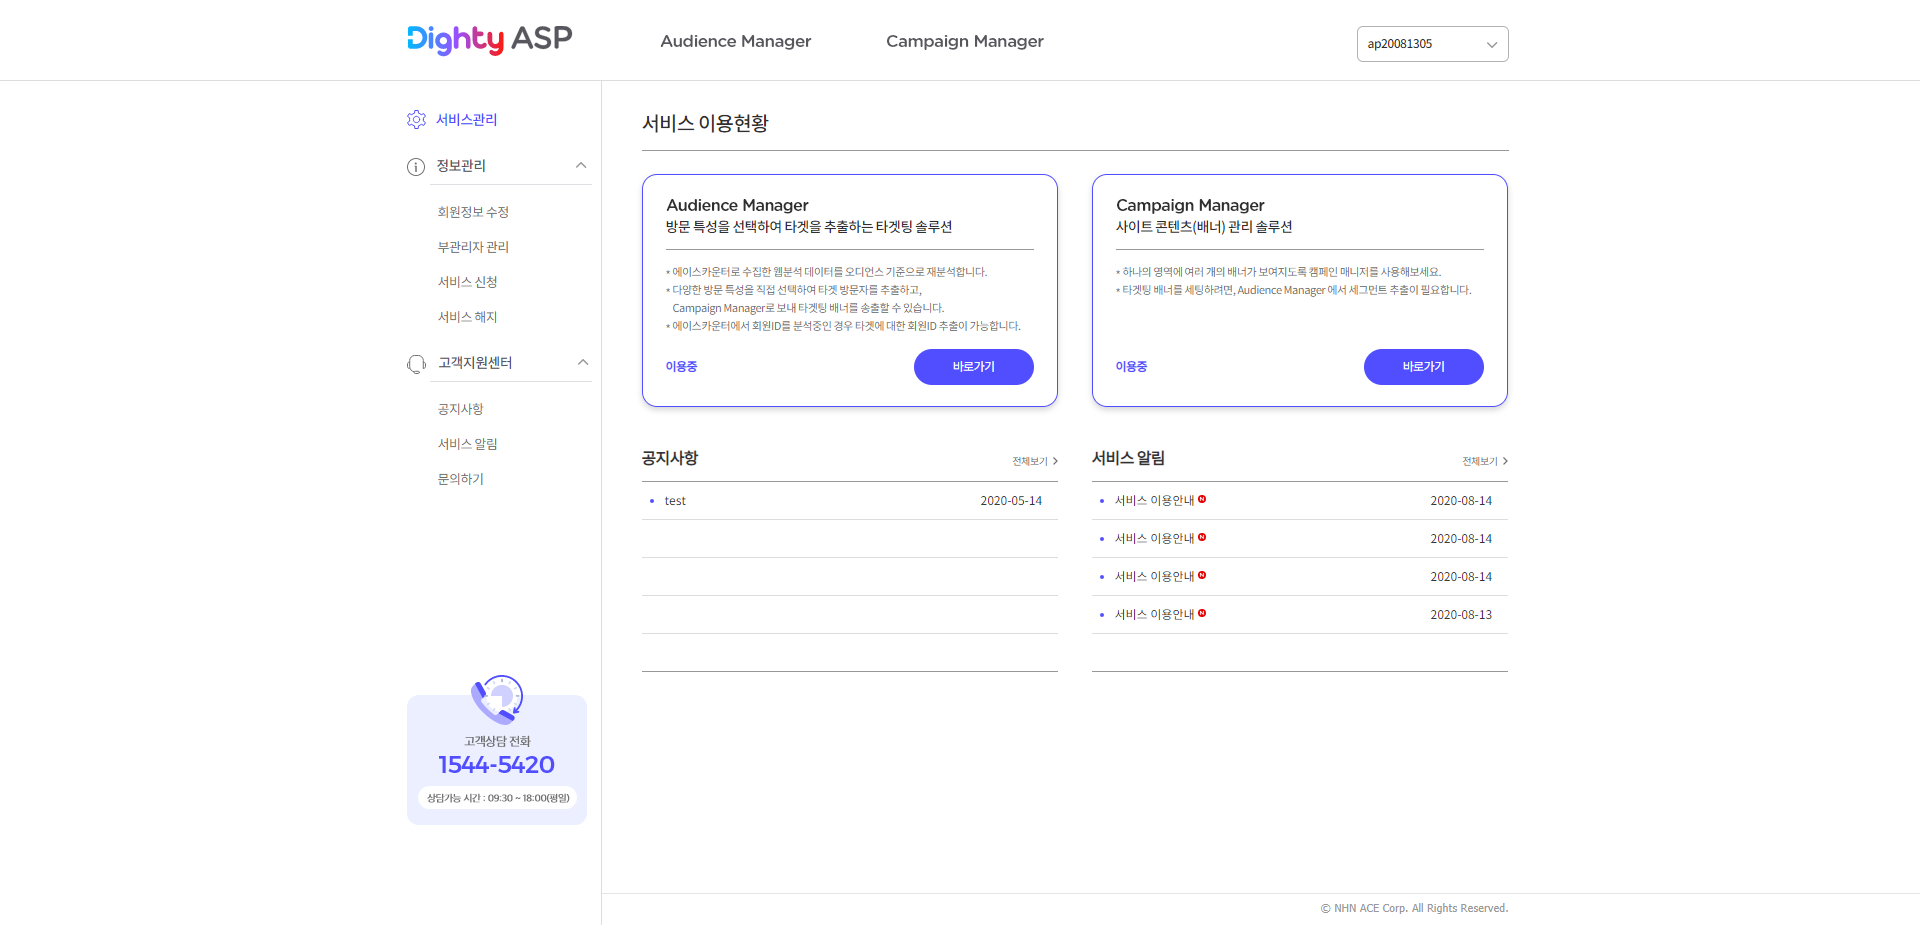 Dighty ASP
Audience Manager
Campaign Manager
ap20081305
서비스관리
정보관리
회원정보 수정
부관리자 관리
서비스 신청
서비스 해지
고객지원센터
공지사항
서비스 알림
문의하기
고객상담 전화
1544-5420
상담가능 시간 : 09:30 ~ 18:00(평일)
서비스 이용현황
Audience Manager
방문 특성을 선택하여 타겟을 추출하는 타겟팅 솔루션
* 에이스카운터로 수집한 웹분석 데이터를 오디언스 기준으로 재분석합니다.
* 다양한 방문 특성을 직접 선택하여 타겟 방문자를 추출하고,
Campaign Manager로 보내 타겟팅 배너를 송출할 수 있습니다.
* 에이스카운터에서 회원ID를 분석중인 경우 타겟에 대한 회원ID 추출이 가능합니다.
이용중
바로가기
Campaign Manager
사이트 콘텐츠(배너) 관리 솔루션
* 하나의 영역에 여러 개의 배너가 보여지도록 캠페인 매니저를 사용해보세요.
* 타겟팅 배너를 세팅하려면, Audience Manager 에서 세그먼트 추출이 필요합니다.
이용중
바로가기
공지사항
전체보기
test 2020-05-14
서비스 알림
전체보기
서비스 이용안내 N 2020-08-14
서비스 이용안내 N 2020-08-14
서비스 이용안내 N 2020-08-14
서비스 이용안내 N 2020-08-13
© NHN ACE Corp. All Rights Reserved.